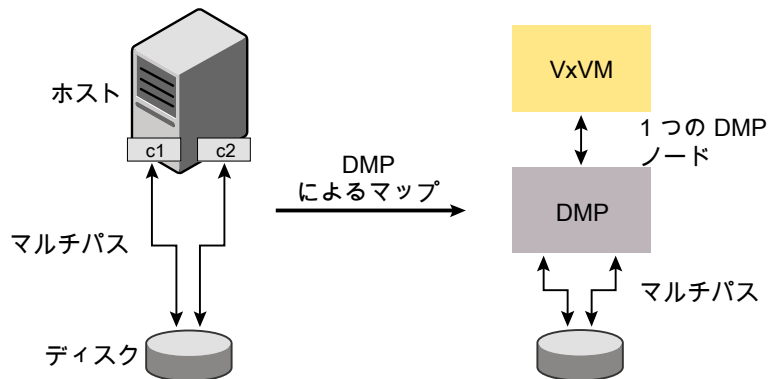 ホスト
c1
c2
マルチパス
ディスク
DMP
によるマップ
VxVM
1 つの DMP
ノード
DMP
マルチパス